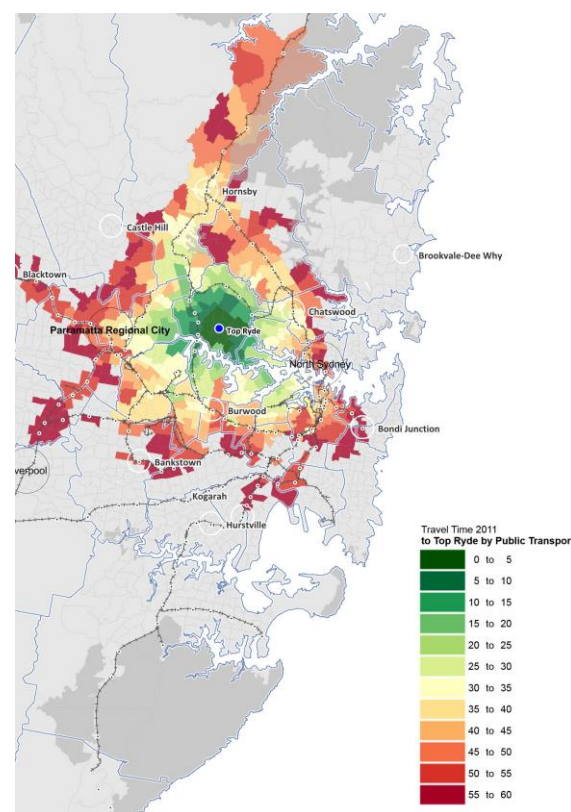 Hornsby
Castle Hill
Brookvale-Dee Why
Blacktown
Chatswood
Parramatta Regional City
Top Ryde
North Sydney
Burwood
Bondi Junction
Bankstown
verpool
Kogarah
Hurstville
Travel Time 2011
to Top Ryde by Public Transpor
0 to 5
5 to 10
10 to 15
15 to 20
20 to 25
25 to 30
30 to 35
35 to 40
40 to 45
45 to 50
50 to 55
55 to 60